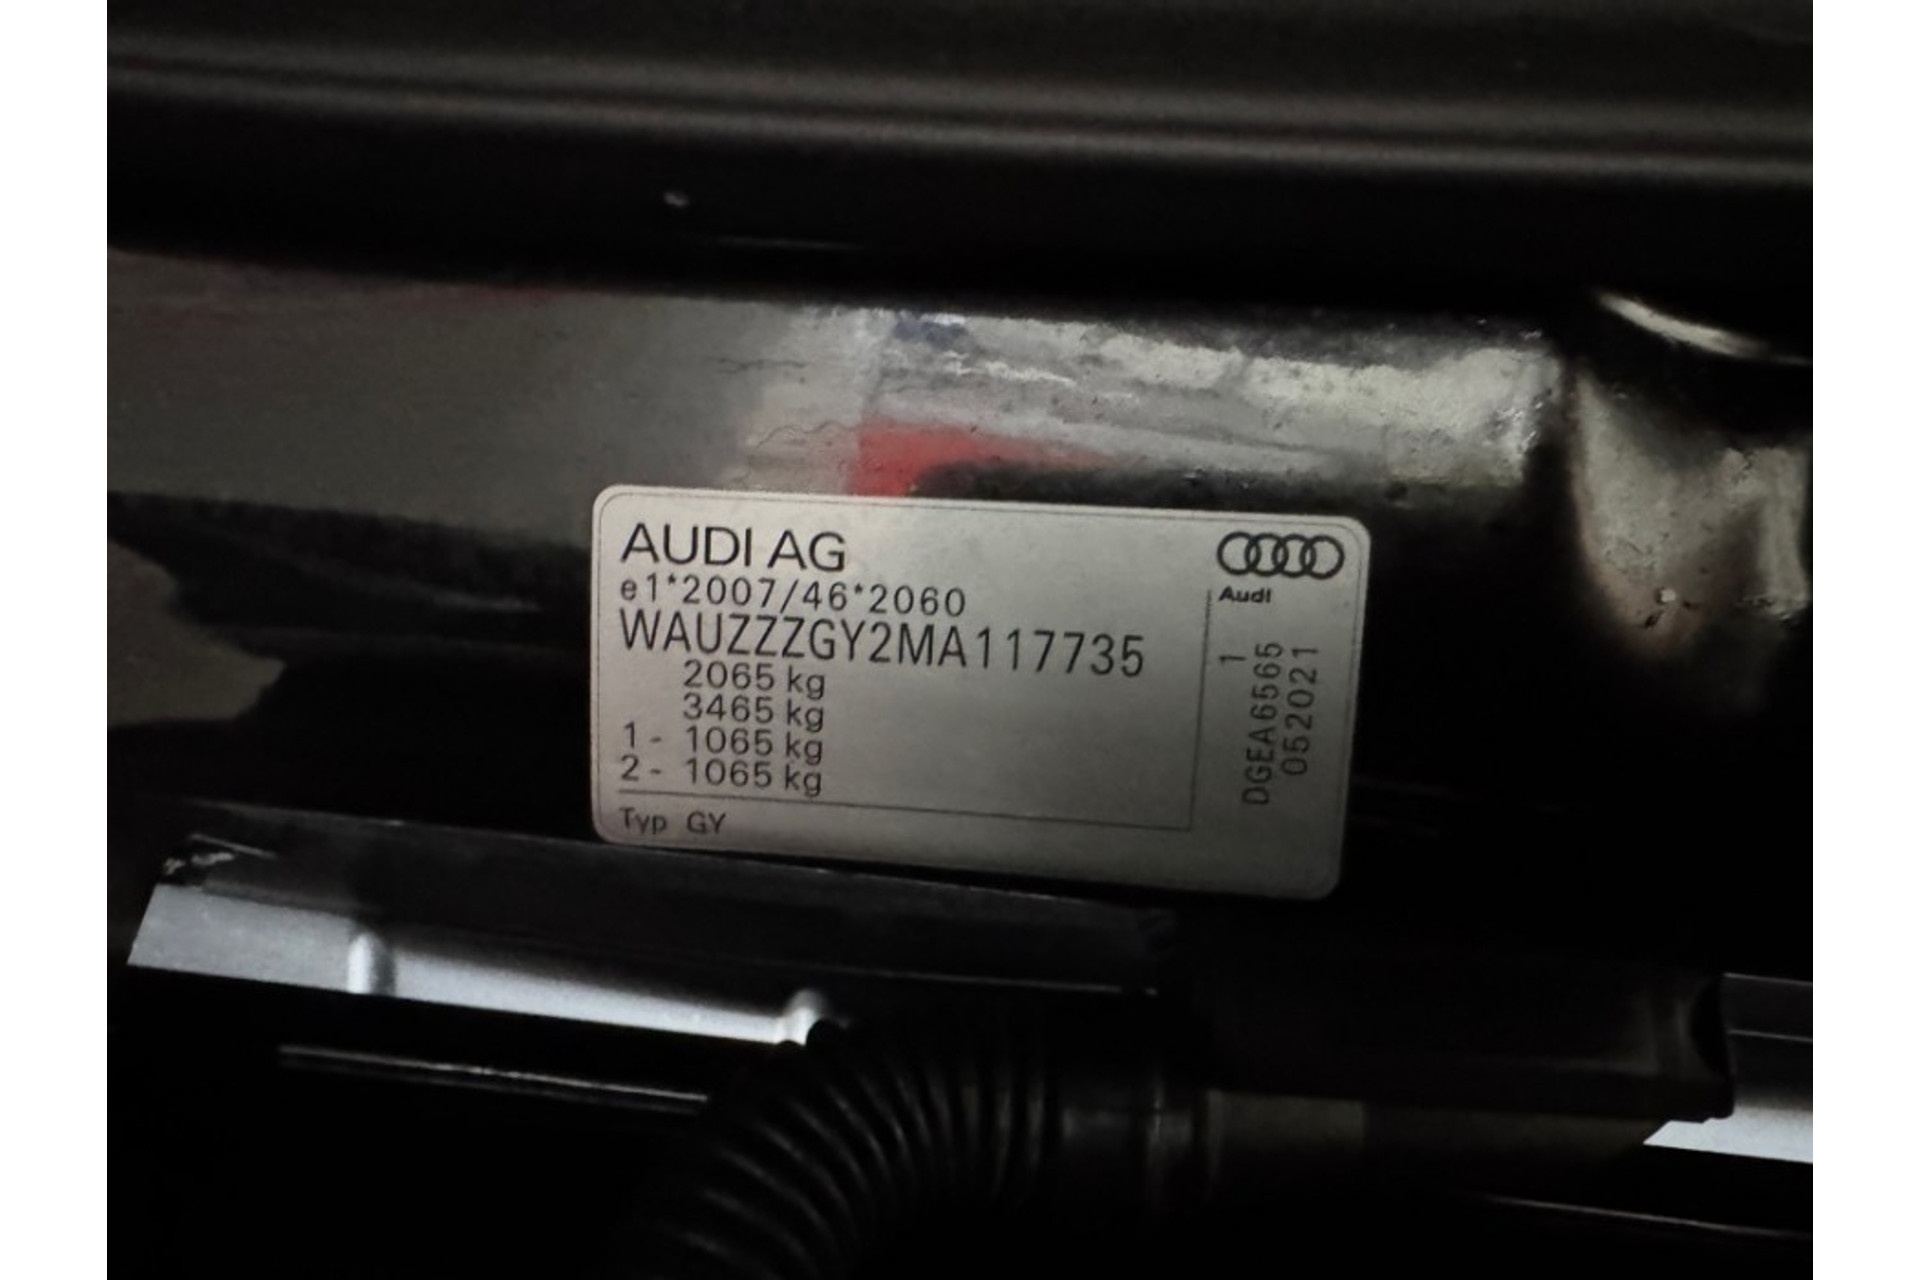 AUDI AG
e1*2007/46*2060
WAUZZZGY2MA117735
2065 kg
3465 kg
1- 1065 kg
2- 1065 kg
Typ GY
Audi
1
DGEA6565
052021